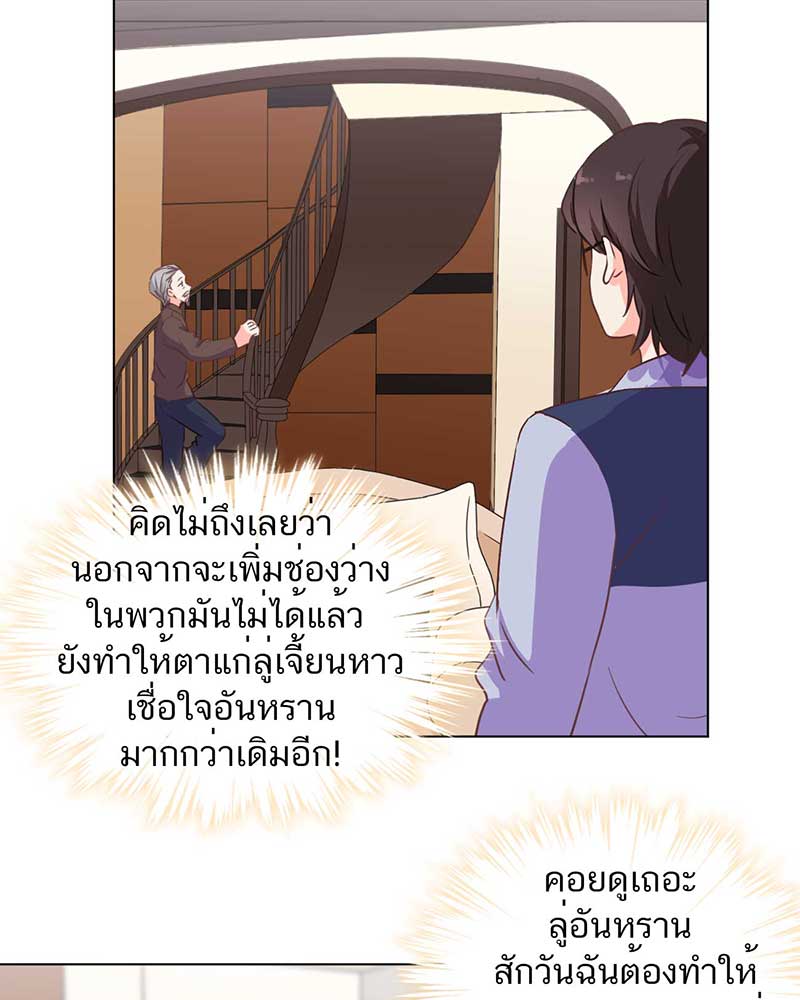 คิดไม่ถึงเลยว่า
นอกจากจะเพิ่มช่องว่าง
ในพวกมันไม่ได้แล้ว
ยังทำให้ตาแก่ลู่เจี้ยนหาว
เชื่อใจอันหราน
มากกว่าเดิมอีก!
คอยดูเถอะ
ลู่อันหราน
สักวันฉันต้องทำให้